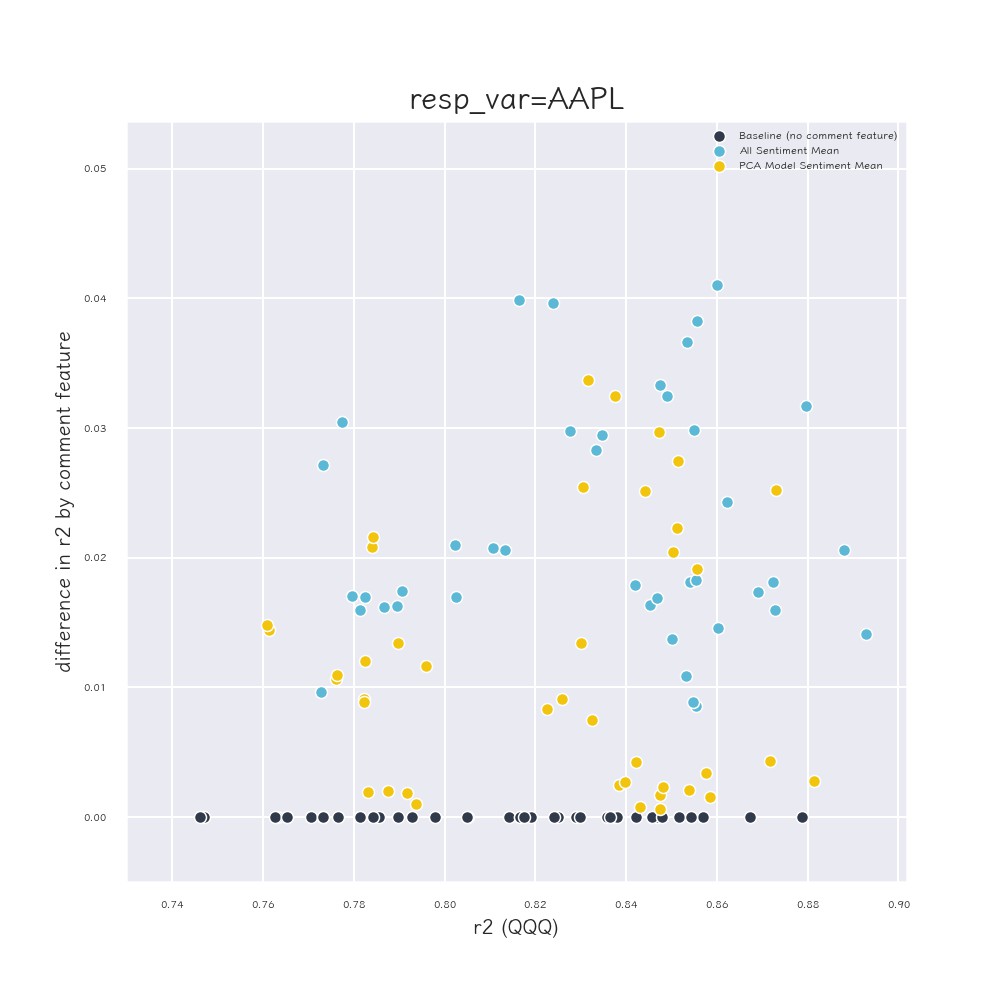 resp_var=AAPL
Baseline (no comment feature)
All Sentiment Mean
PCA Model Sentiment Mean
0.05
0.04
0.03
0.02
0.01
0.00
difference in r2 by comment feature
0.74 0.76 0.78 0.80 0.82 0.84 0.86 0.88 0.90
r2 (QQQ)